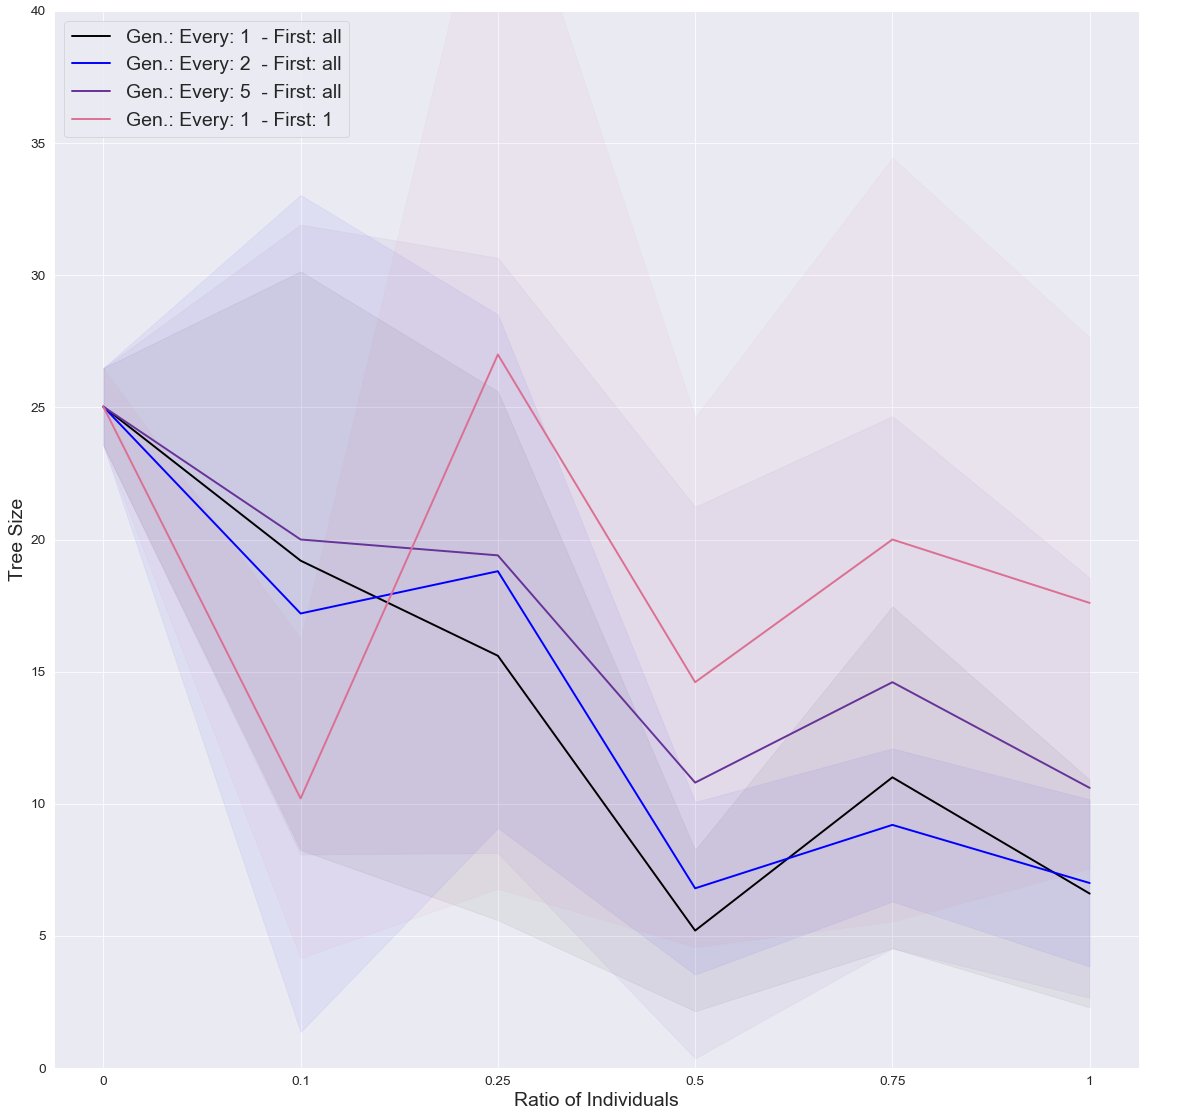 40
35
30
25
20
15
10
5
0
Tree Size
Gen.: Every: 1  - First: all
Gen.: Every: 2  - First: all
Gen.: Every: 5  - First: all
Gen.: Every: 1  - First: 1
0 0.1 0.25 0.5 0.75 1
Ratio of Individuals